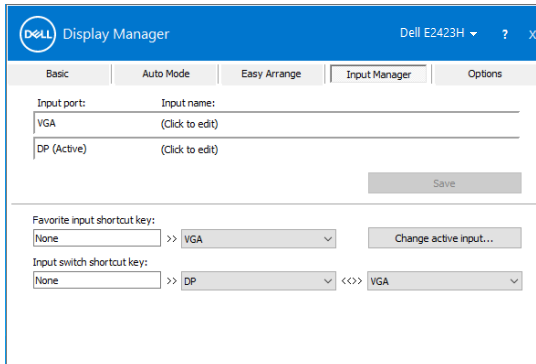 DELL Display Manager Dell E2423H ? X
Basic Auto Mode Easy Arrange Input Manager Options
Input port: Input name:
VGA (Click to edit)
DP (Active) (Click to edit)
Save
Favorite input shortcut key:
None >> VGA Change active input...
Input switch shortcut key:
None >> DP <<>> VGA